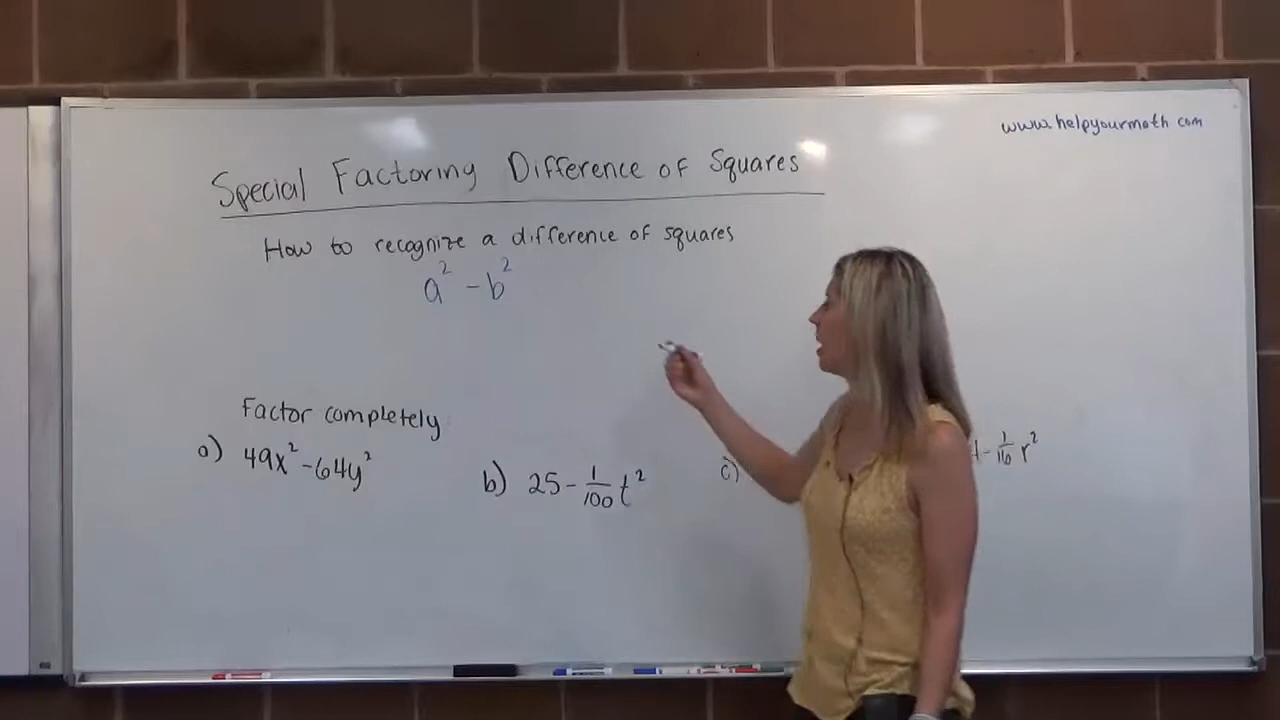 www.helpyourmath.com
Special Factoring Difference of Squares
How to recognize a difference of squares
a² - b²
Factor completely
a) 49x² - 64y²
b) 25 - 1/100 t²
c)
- 1/16 r²